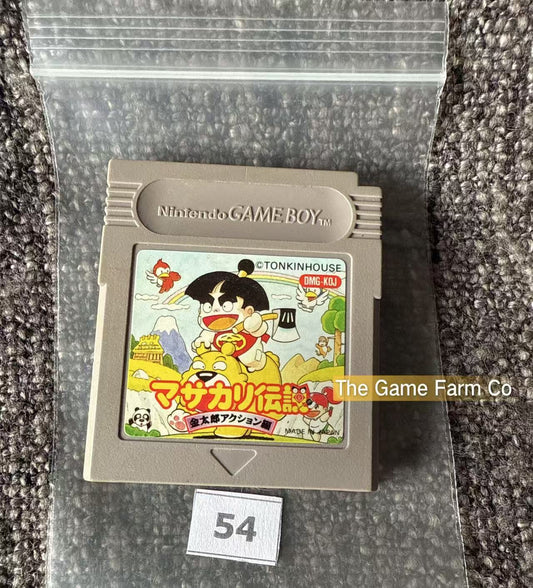 Nintendo GAME BOY TM
©TONKINHOUSE
DMG-KOJ
マサカリ伝説
金太郎アクション編
The Game Farm Co
MADE IN JAPAN
54